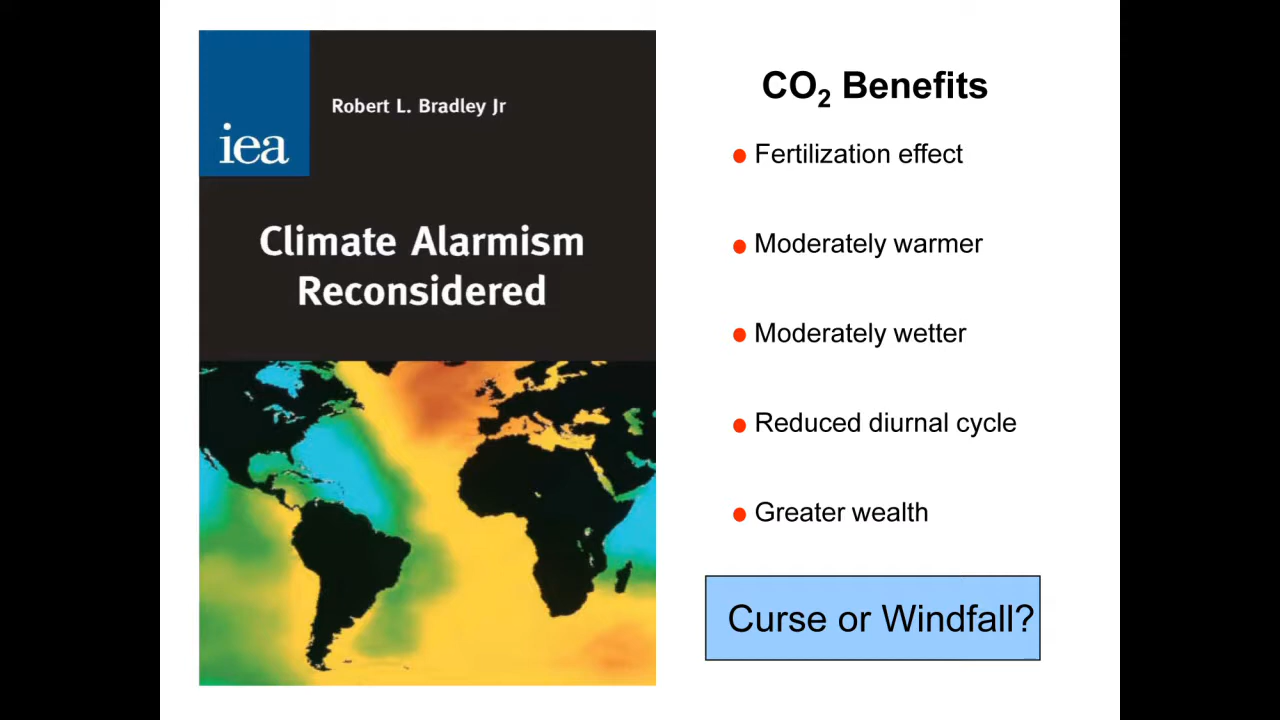 Robert L. Bradley Jr
iea
Climate Alarmism
Reconsidered
CO₂ Benefits
Fertilization effect
Moderately warmer
Moderately wetter
Reduced diurnal cycle
Greater wealth
Curse or Windfall?